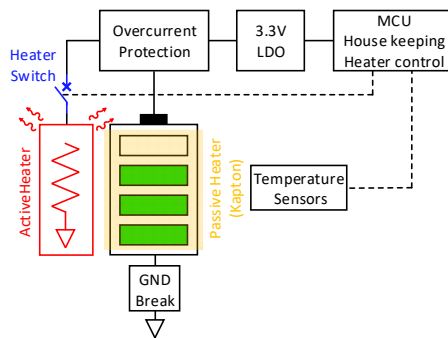 Overcurrent
Protection
3.3V
LDO
MCU
House keeping
Heater control
Heater
Switch
ActiveHeater
Passive Heater
(Kapton)
Temperature
Sensors
GND
Break